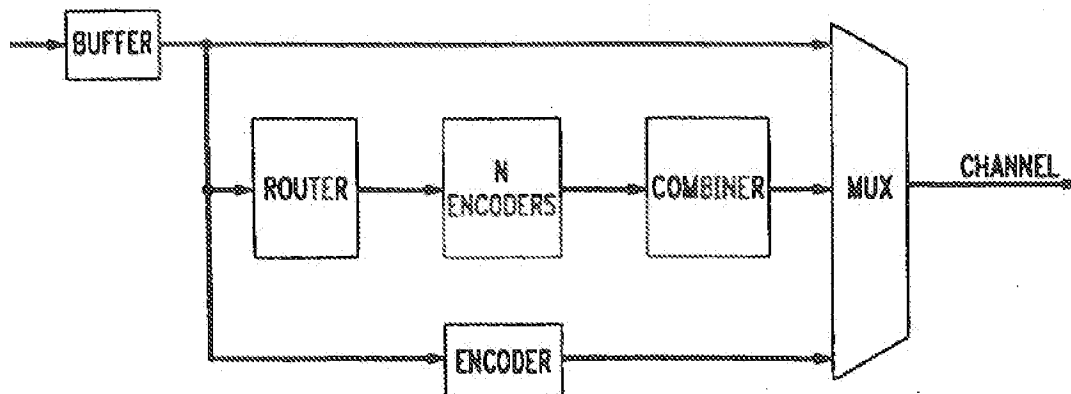 BUFFER
ROUTER
N
ENCODERS
COMBINER
MUX
CHANNEL
ENCODER